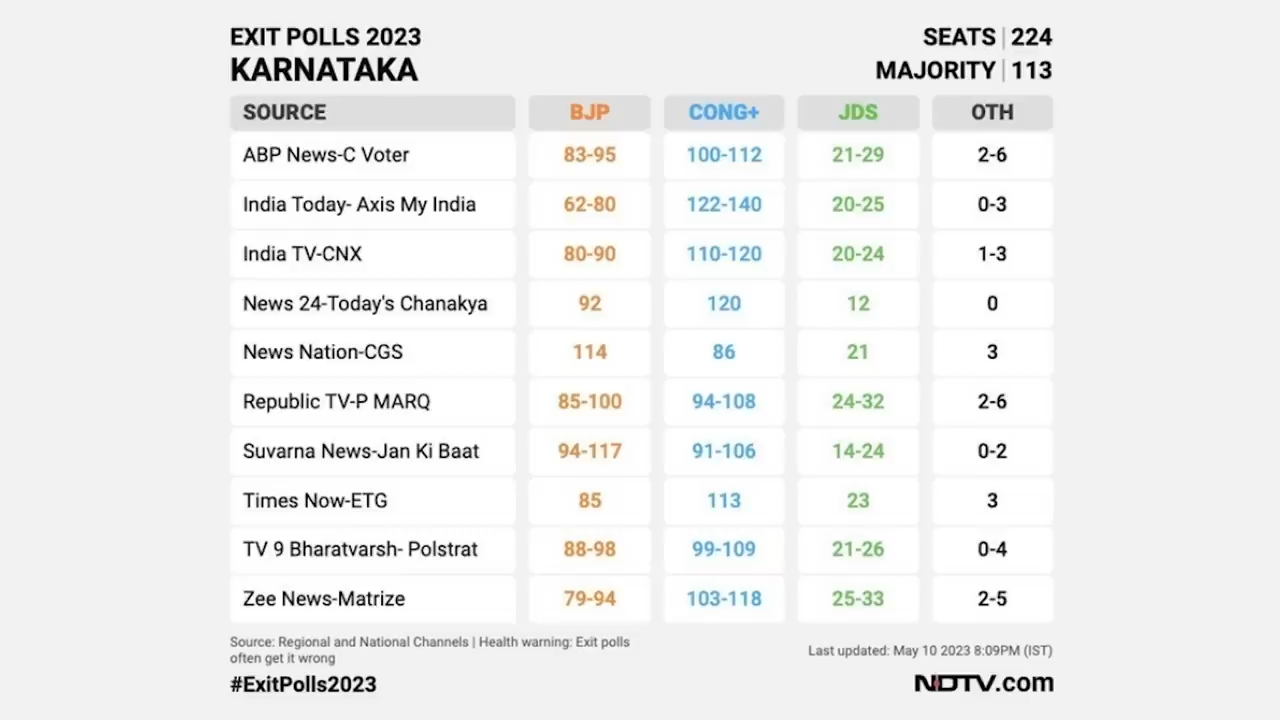 EXIT POLLS 2023
KARNATAKA
SEATS | 224
MAJORITY | 113
SOURCE BJP CONG+ JDS OTH
ABP News-C Voter 83-95 100-112 21-29 2-6
India Today- Axis My India 62-80 122-140 20-25 0-3
India TV-CNX 80-90 110-120 20-24 1-3
News 24-Today's Chanakya 92 120 12 0
News Nation-CGS 114 86 21 3
Republic TV-P MARQ 85-100 94-108 24-32 2-6
Suvarna News-Jan Ki Baat 94-117 91-106 14-24 0-2
Times Now-ETG 85 113 23 3
TV 9 Bharatvarsh- Polstrat 88-98 99-109 21-26 0-4
Zee News-Matrize 79-94 103-118 25-33 2-5
Source: Regional and National Channels | Health warning: Exit polls
often get it wrong
Last updated: May 10 2023 8:09PM (IST)
#ExitPolls2023
NDTV.com